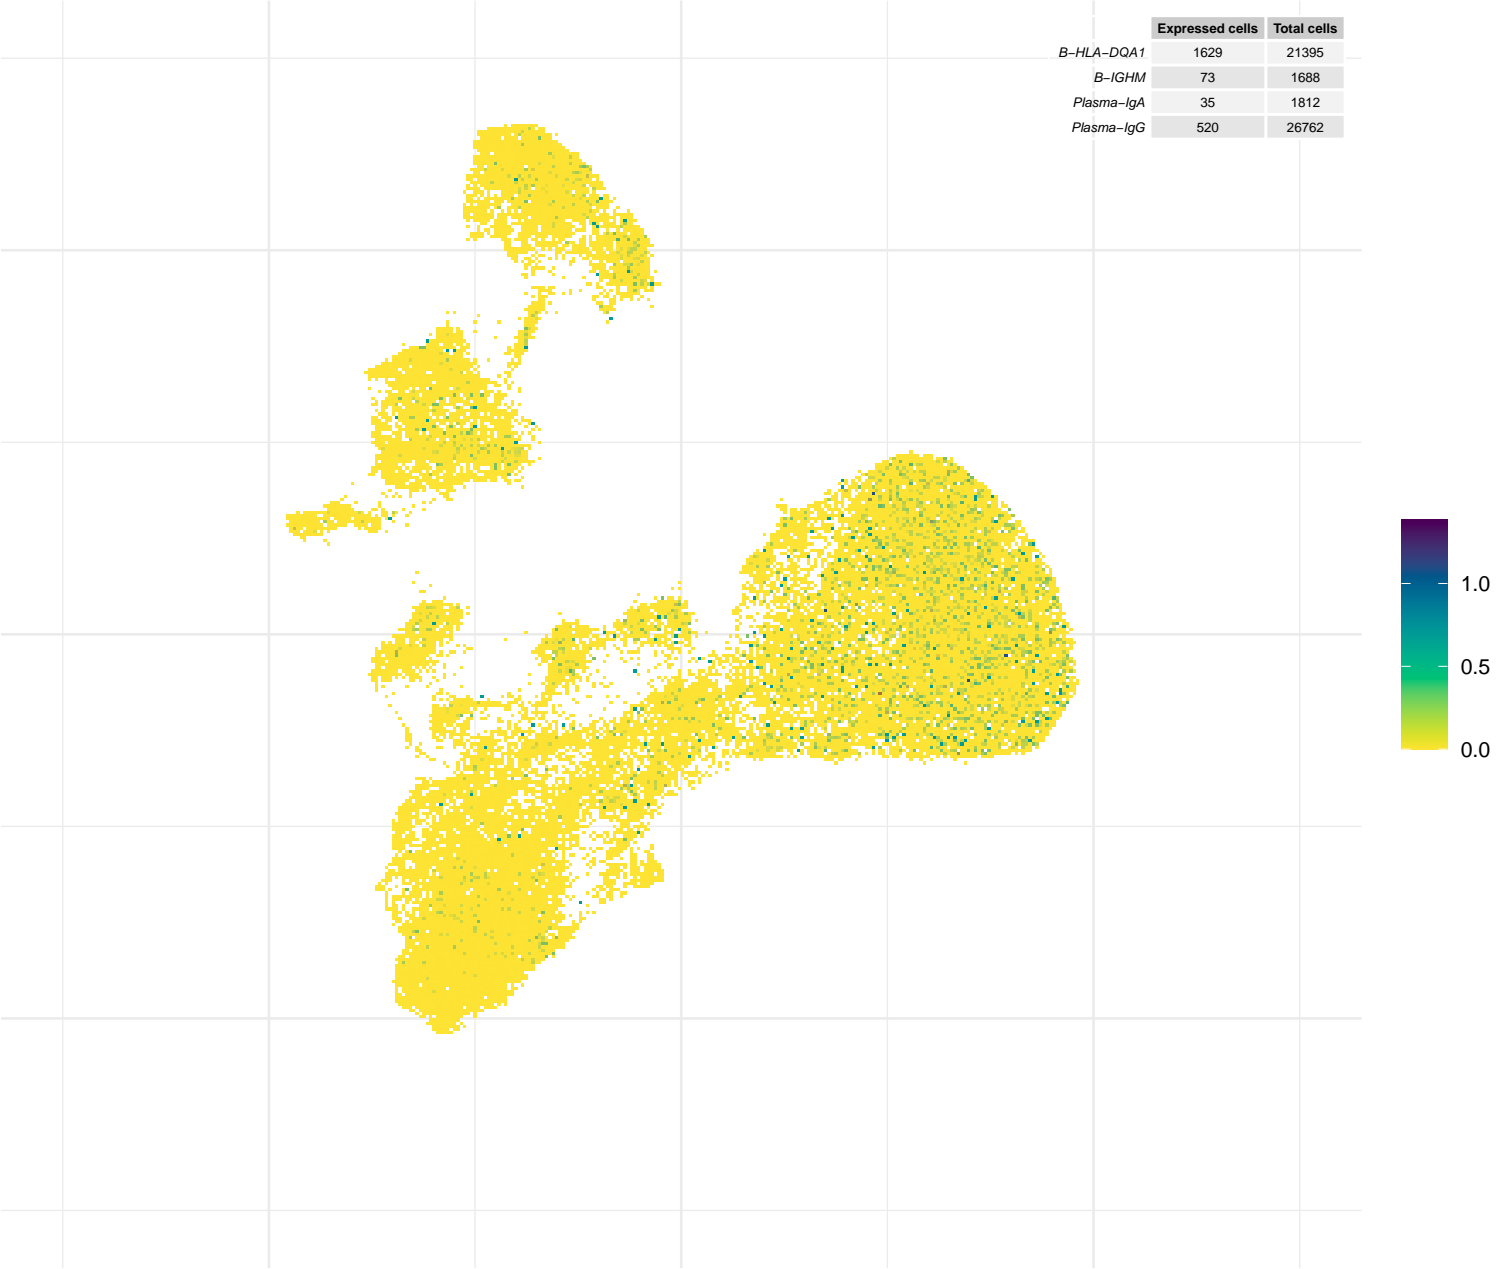 Expressed cells Total cells
B−HLA−DQA1 1629 21395
B−IGHM 73 1688
Plasma−IgA 35 1812
Plasma−IgG 520 26762
1.0
0.5
0.0